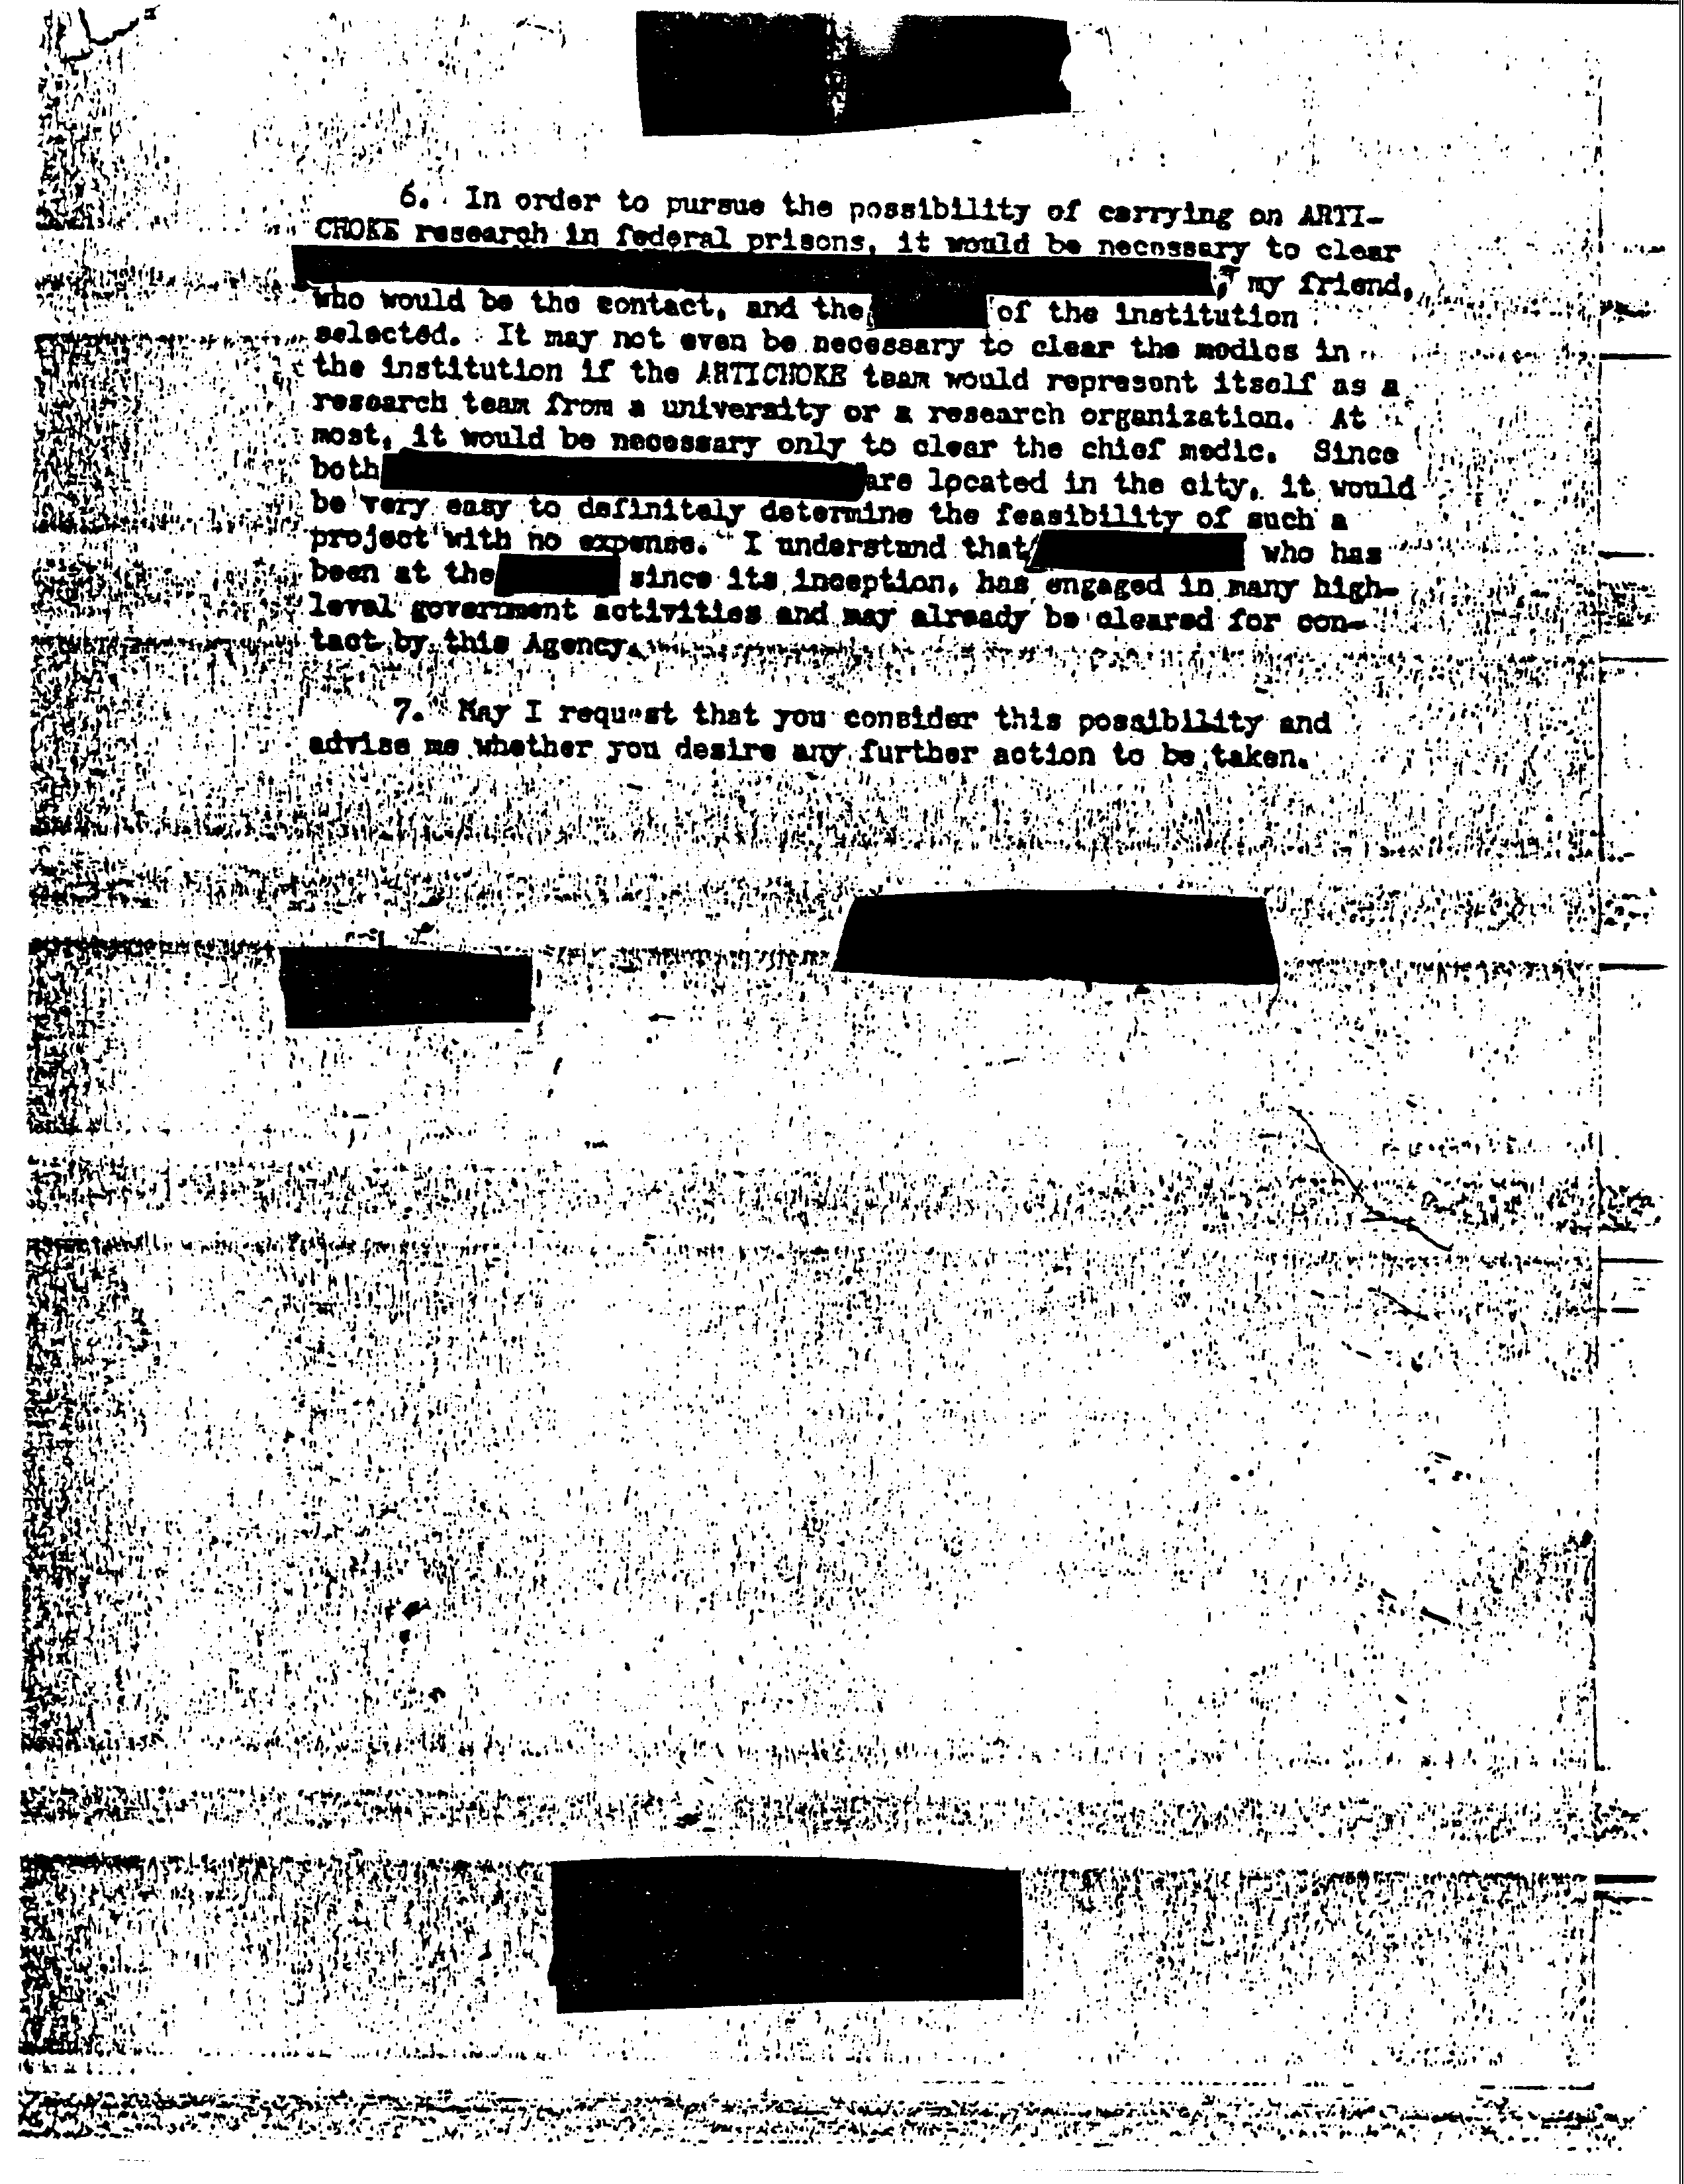 6. In order to pursue the possibility of carrying on ARTI-
CHOKE research in federal prisons, it would be necessary to clear
, my friend,
who would be the contact, and the of the institution
selected. It may not even be necessary to clear the medics in
the institution if the ARTICHOKE team would represent itself as a
research team from a university or a research organization. At
most, it would be necessary only to clear the chief medic. Since
both are located in the city, it would
be very easy to definitely determine the feasibility of such a
project with no expense. I understand that who has
been at the since its inception, has engaged in many high-
level government activities and may already be cleared for con-
tact by this Agency.
7. May I request that you consider this possibility and
advise me whether you desire any further action to be taken.